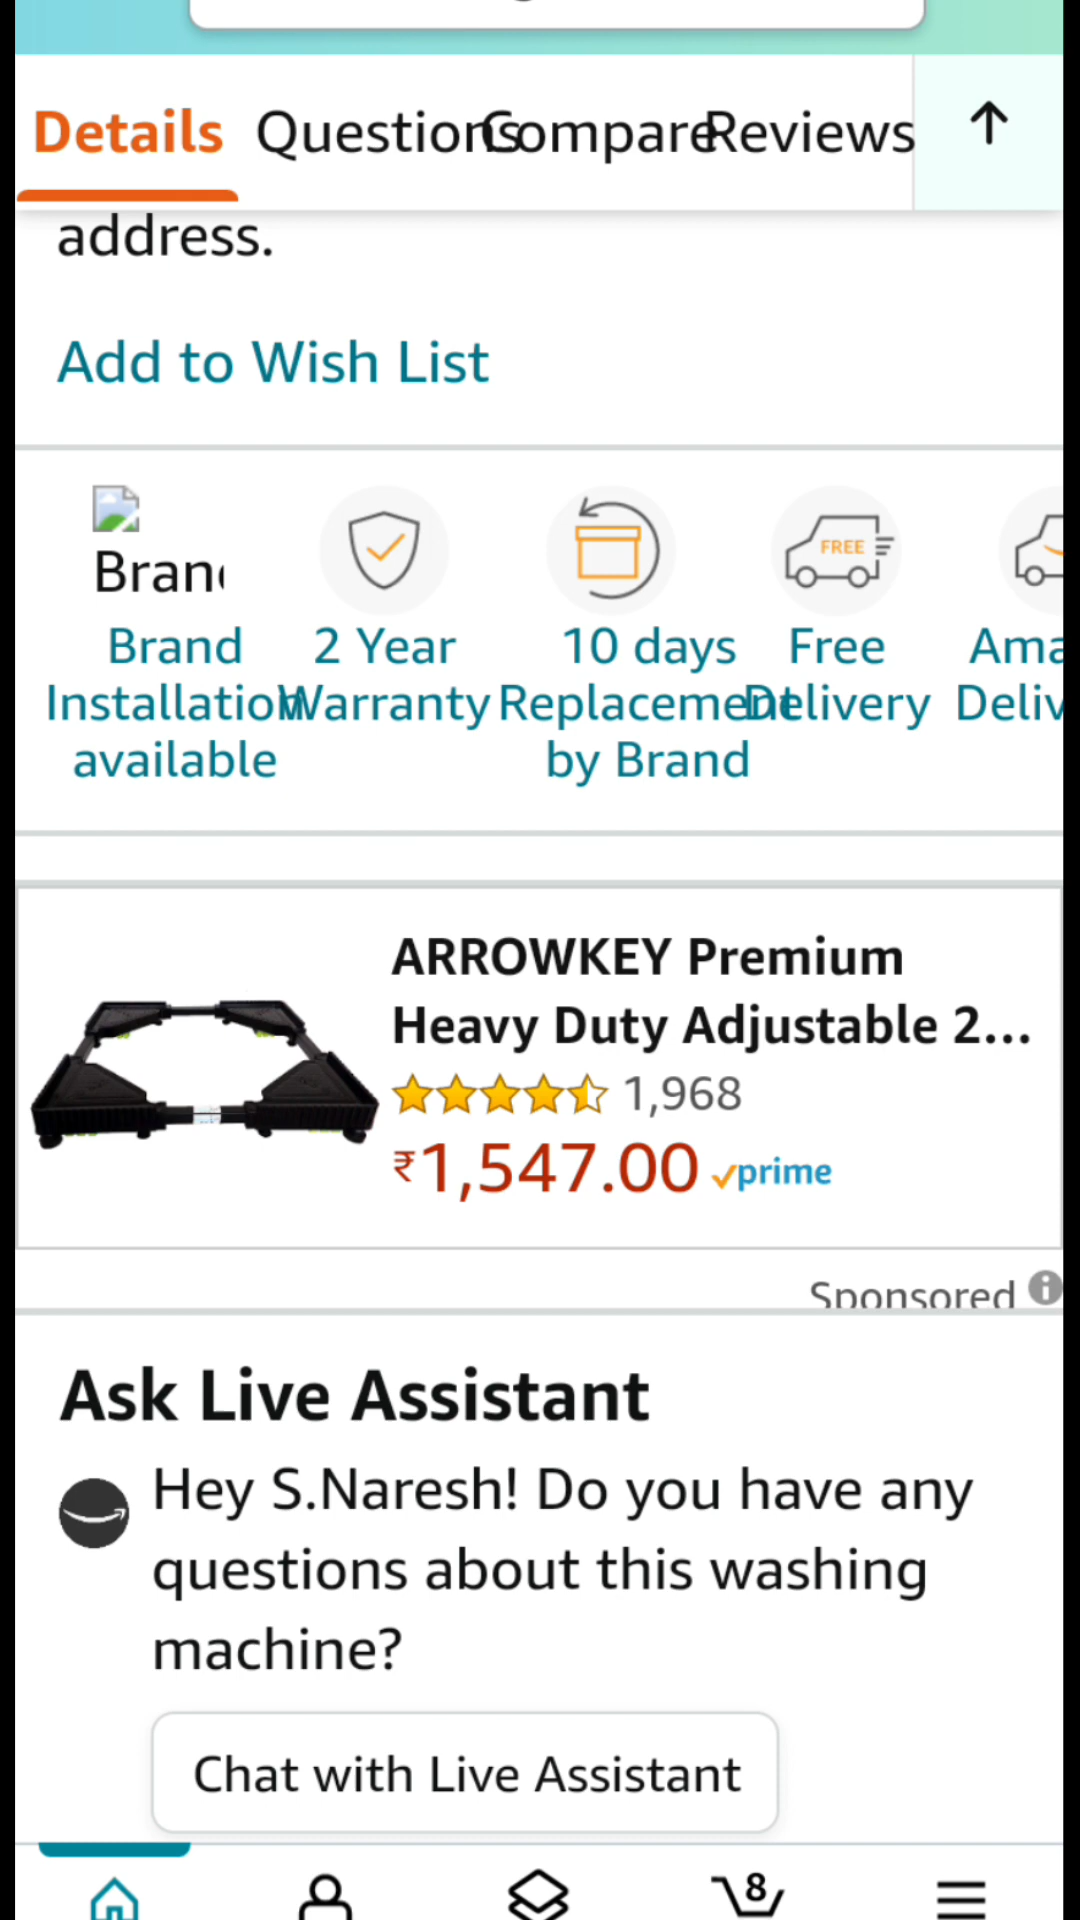 Details Questions Compare Reviews
address.
Add to Wish List
Brand
Installation
available
2 Year
Warranty
10 days
Replacement
by Brand
FREE
Free
Delivery
ARROWKEY Premium
Heavy Duty Adjustable 2...
1,968
₹1,547.00 prime
Sponsored
Ask Live Assistant
Hey S.Naresh! Do you have any
questions about this washing
machine?
Chat with Live Assistant
8